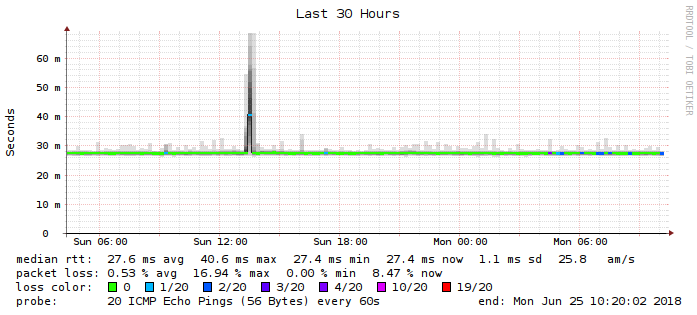 Last 30 Hours
RRDTOOL / TOBI OETIKER
Seconds
60 m
50 m
40 m
30 m
20 m
10 m
0
Sun 06:00 Sun 12:00 Sun 18:00 Mon 00:00 Mon 06:00
median rtt: 27.6 ms avg 40.6 ms max 27.4 ms min 27.4 ms now 1.1 ms sd 25.8 am/s
packet loss: 0.53 % avg 16.94 % max 0.00 % min 8.47 % now
loss color: 0 1/20 2/20 3/20 4/20 10/20 19/20
probe: 20 ICMP Echo Pings (56 Bytes) every 60s end: Mon Jun 25 10:20:02 2018